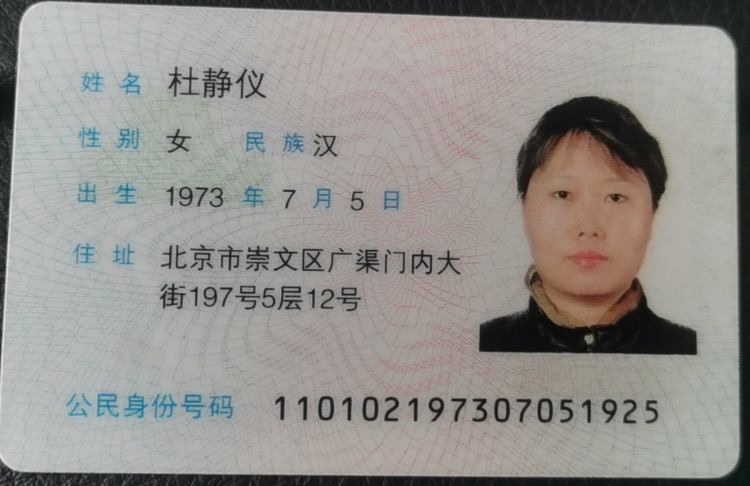 姓名 杜静仪
性别 女 民族 汉
出生 1973 年 7 月 5 日
住址 北京市崇文区广渠门内大
街197号5层12号
公民身份号码 110102197307051925